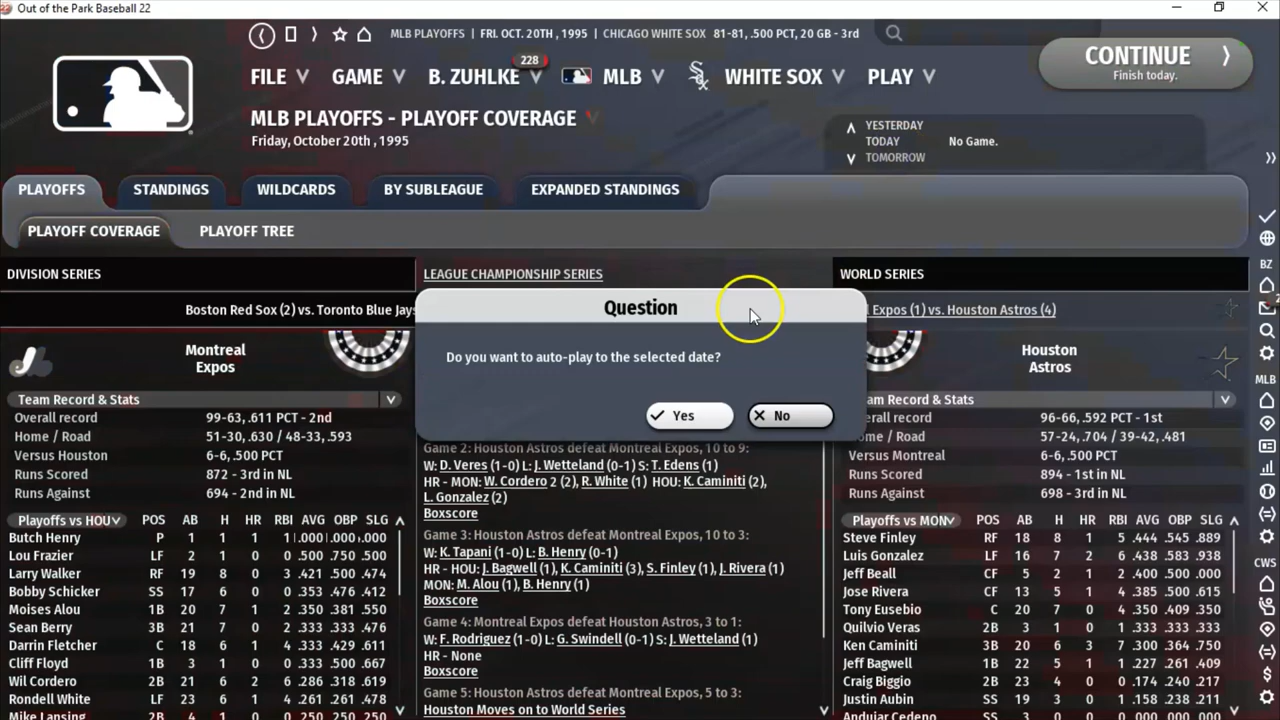 Out of the Park Baseball 22
MLB PLAYOFFS | FRI. OCT. 20TH, 1995 | CHICAGO WHITE SOX 81-81, .500 PCT, 20 GB - 3rd
228
FILE GAME B. ZUHLKE MLB WHITE SOX PLAY
CONTINUE
Finish today.
MLB PLAYOFFS - PLAYOFF COVERAGE
Friday, October 20th, 1995
YESTERDAY
TODAY No Game.
TOMORROW
PLAYOFFS STANDINGS WILDCARDS BY SUBLEAGUE EXPANDED STANDINGS
PLAYOFF COVERAGE PLAYOFF TREE
DIVISION SERIES LEAGUE CHAMPIONSHIP SERIES WORLD SERIES
Boston Red Sox (2) vs. Toronto Blue Jays
Expos (1) vs. Houston Astros (4)
Question
Do you want to auto-play to the selected date?
Yes No
Montreal
Expos
Team Record & Stats
Overall record 99-63, .611 PCT - 2nd
Home / Road 51-30, .630 / 48-33, .593
Versus Houston 6-6, .500 PCT
Runs Scored 872 - 3rd in NL
Runs Against 694 - 2nd in NL
Playoffs vs HOU POS AB H HR RBI AVG OBP SLG
Butch Henry P 1 1 1 1 1.000 1.000
Lou Frazier LF 2 1 0 0 .500 .750 .500
Larry Walker RF 19 8 0 3 .421 .500 .474
Bobby Schicker SS 17 6 0 0 .353 .476 .412
Moises Alou 1B 20 7 1 2 .350 .381 .550
Sean Berry 3B 21 7 0 2 .333 .333 .476
Darrin Fletcher C 18 6 0 4 .333 .429 .611
Cliff Floyd 1B 3 1 0 0 .333 .500 .667
Wil Cordero 2B 21 6 2 6 .286 .318 .619
Rondell White LF 23 6 1 4 .261 .261 .478
Mike Lansing 2B 4 1 0 0 .250 .250 .250
Game 2: Houston Astros defeat Montreal Expos, 10 to 9:
W: D. Veres (1-0) L: J. Wetteland (0-1) S: T. Edens (1)
HR - MON: W. Cordero 2 (2), R. White (1) HOU: K. Caminiti (2),
L. Gonzalez (2)
Boxscore
Game 3: Houston Astros defeat Montreal Expos, 10 to 3:
W: K. Tapani (1-0) L: B. Henry (0-1)
HR - HOU: J. Bagwell (1), K. Caminiti (3), S. Finley (1), J. Rivera (1)
MON: M. Alou (1), B. Henry (1)
Boxscore
Game 4: Montreal Expos defeat Houston Astros, 3 to 1:
W: F. Rodriguez (1-0) L: G. Swindell (0-1) S: J. Wetteland (1)
HR - None
Boxscore
Game 5: Houston Astros defeat Montreal Expos, 5 to 3:
Houston Moves on to World Series
Houston
Astros
Team Record & Stats
Overall record 96-66, .592 PCT - 1st
Home / Road 57-24, .704 / 39-42, .481
Versus Montreal 6-6, .500 PCT
Runs Scored 894 - 1st in NL
Runs Against 698 - 3rd in NL
Playoffs vs MON POS AB H HR RBI AVG OBP SLG
Steve Finley RF 18 8 1 5 .444 .545 .889
Luis Gonzalez LF 16 7 2 6 .438 .583 .938
Jeff Beall CF 5 2 1 2 .400 .500 .000
Jose Rivera CF 13 5 1 4 .385 .500 .615
Tony Eusebio C 20 7 0 4 .350 .409 .350
Quilvio Veras 2B 3 1 0 1 .333 .333 .333
Ken Caminiti 3B 20 6 3 7 .300 .364 .750
Jeff Bagwell 1B 22 5 1 1 .227 .261 .409
Craig Biggio 2B 23 4 0 0 .174 .240 .217
Justin Aubin SS 19 3 0 1 .158 .238 .211
BZ
MLB
CWS